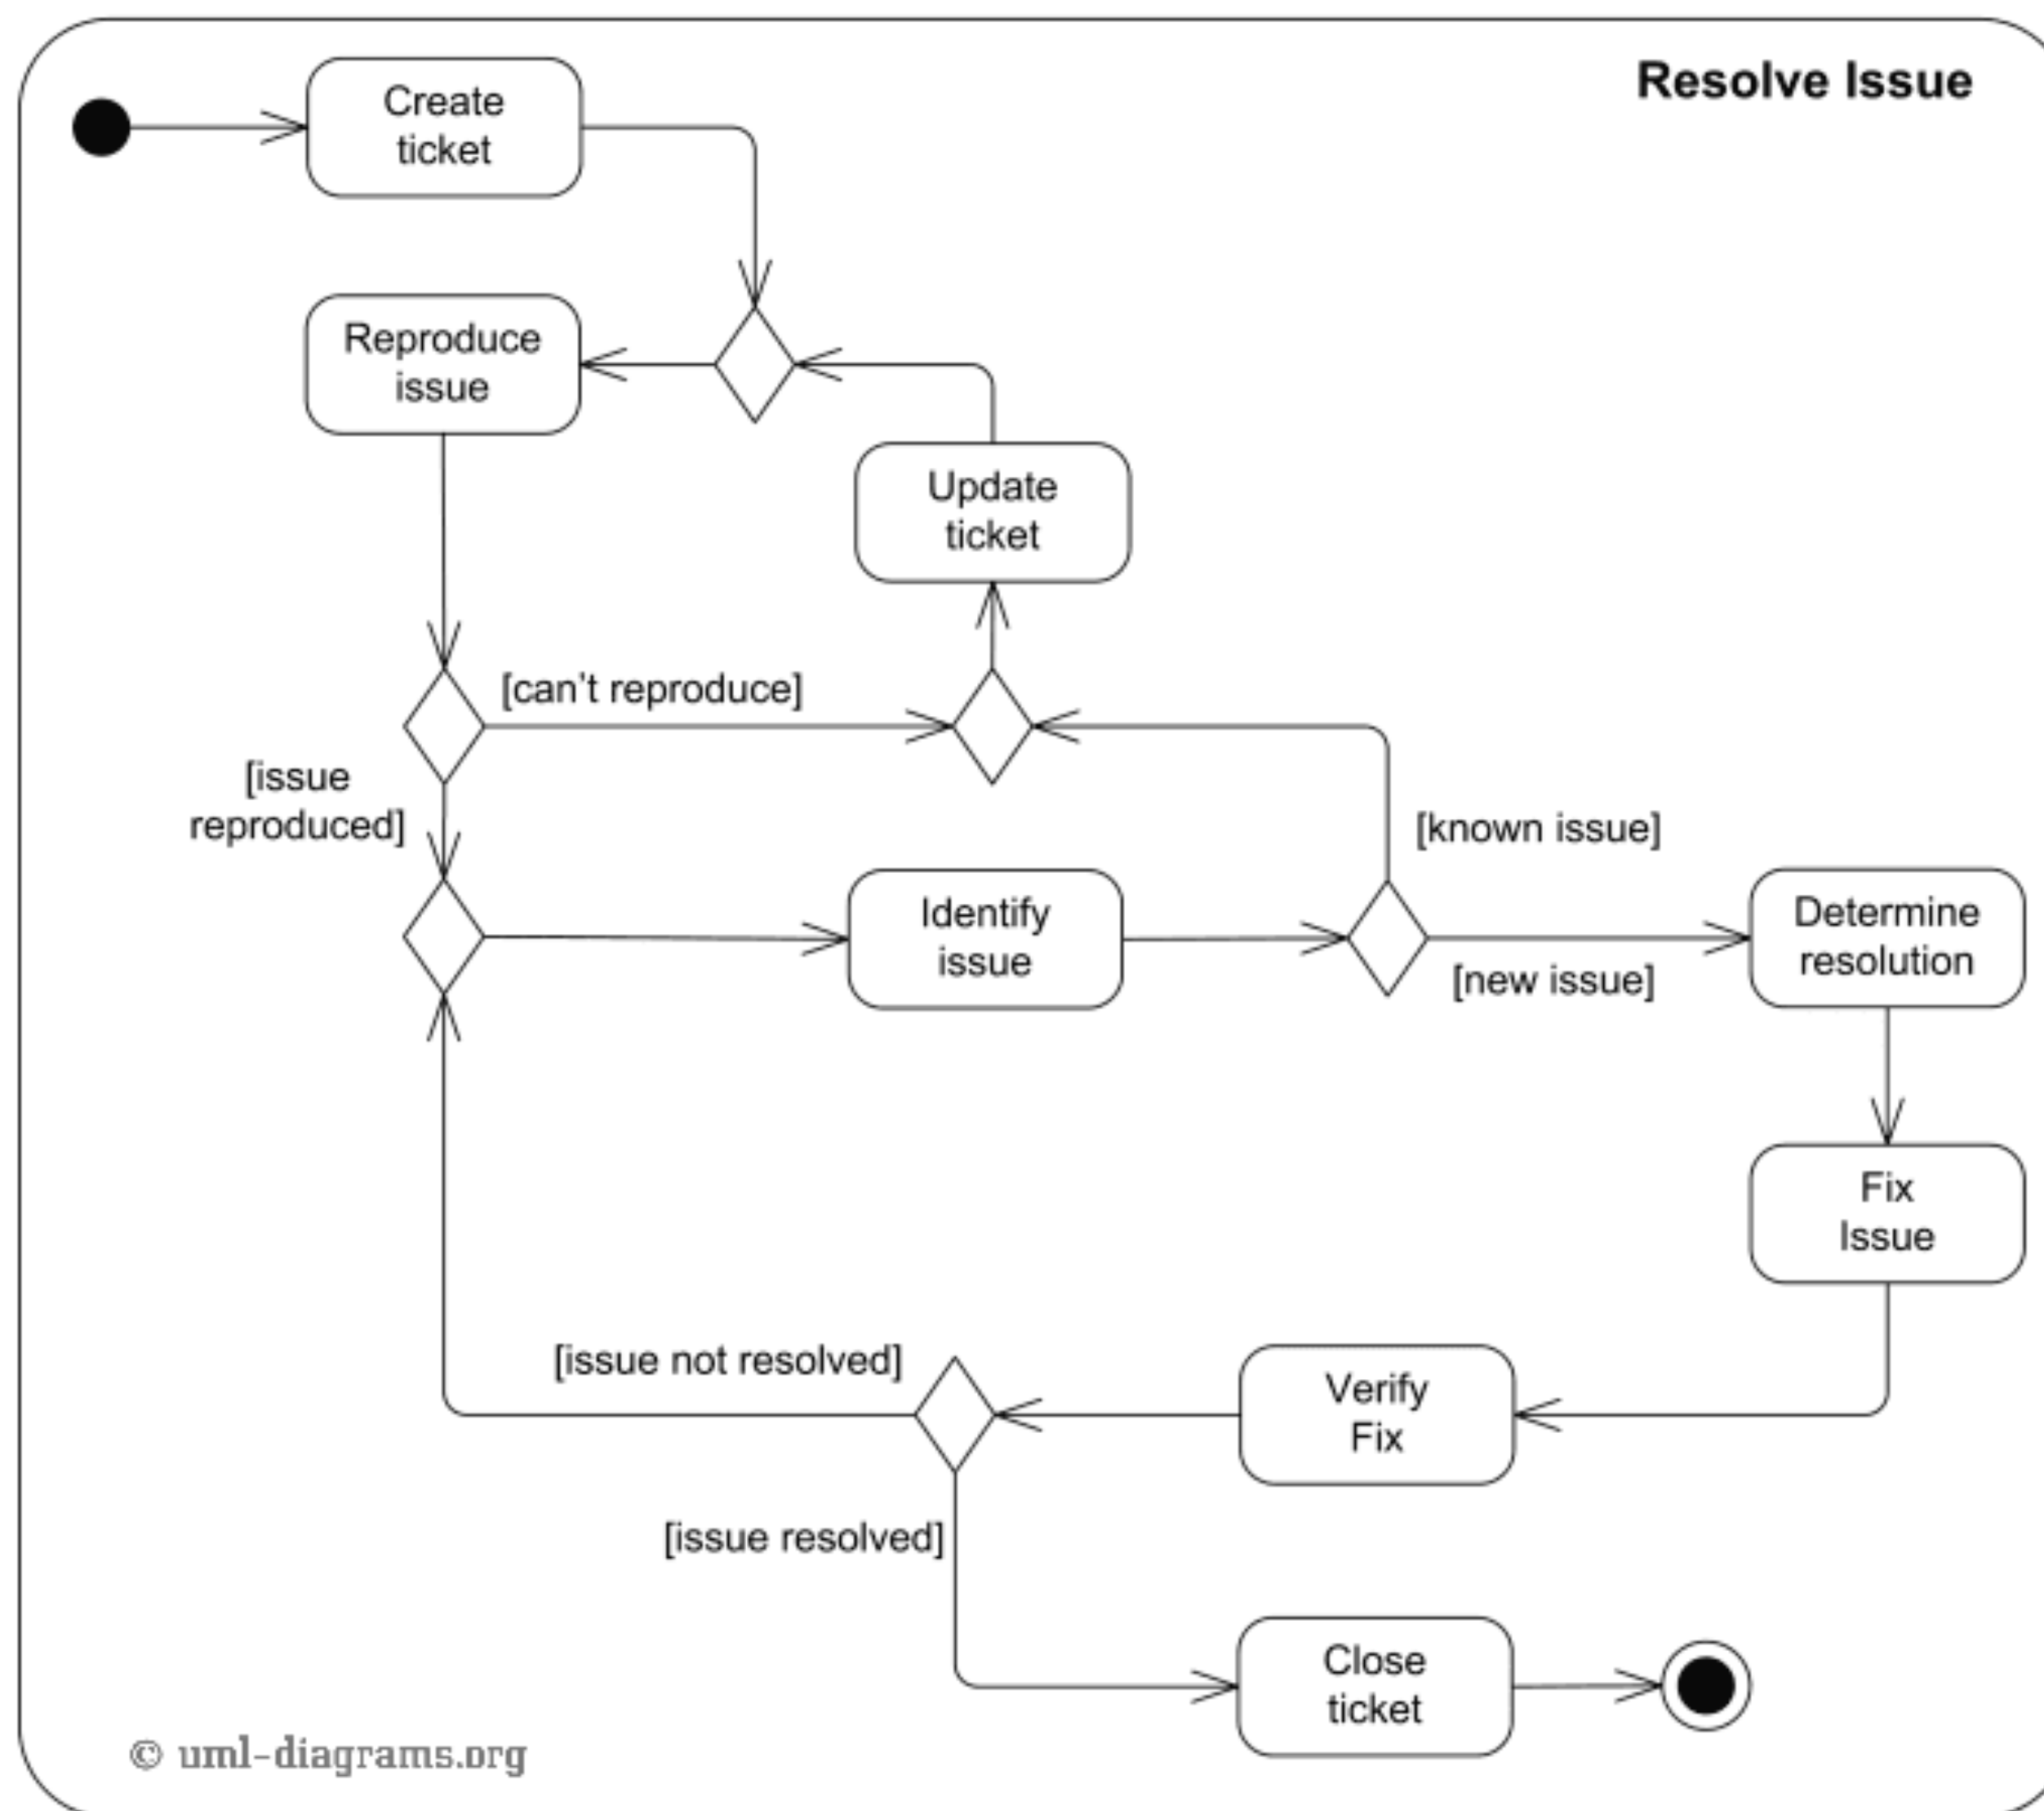 Resolve Issue
Create
ticket
Reproduce
issue
Update
ticket
[can't reproduce]
[issue
reproduced]
[known issue]
Identify
issue
Determine
resolution
[new issue]
Fix
Issue
[issue not resolved]
Verify
Fix
[issue resolved]
Close
ticket
© uml-diagrams.org